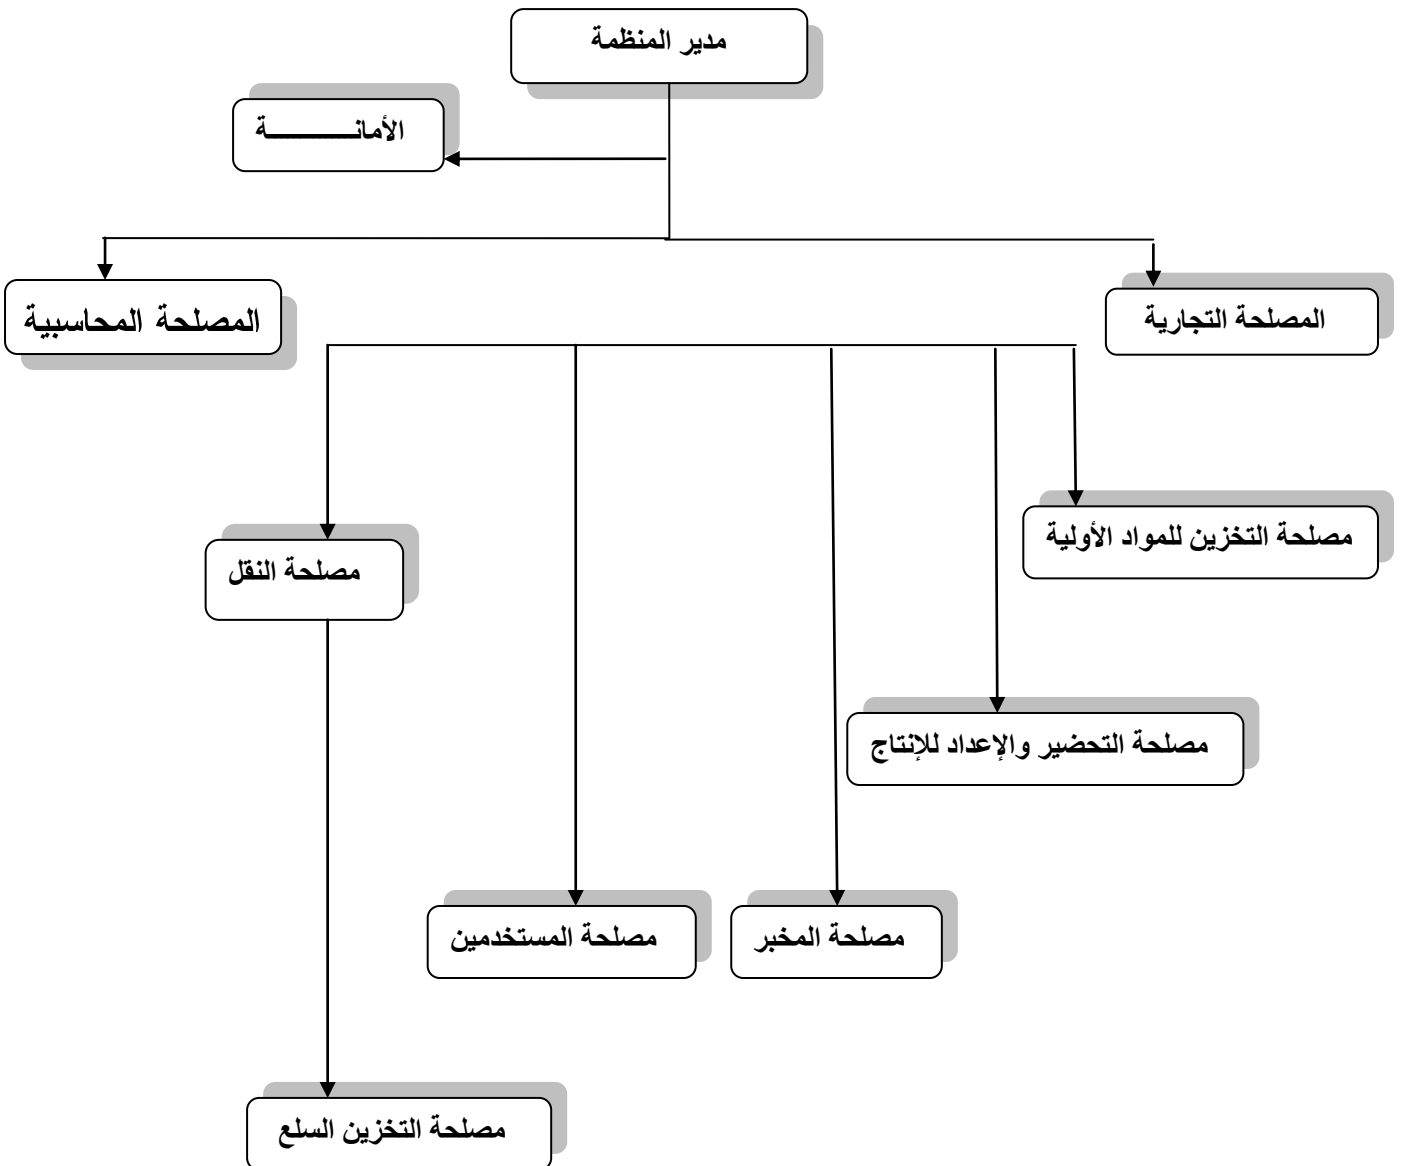 مدير المنظمة
الأمانـــــــــــــة
المصلحة التجارية
المصلحة المحاسبية
مصلحة التخزين للمواد الأولية
مصلحة النقل
مصلحة التحضير والإعداد للإنتاج
مصلحة المخبر
مصلحة المستخدمين
مصلحة التخزين السلع